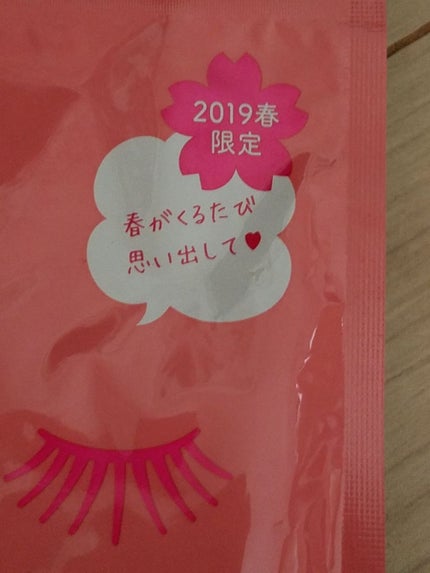 2019春
限定
春がくるたび
思い出して♥